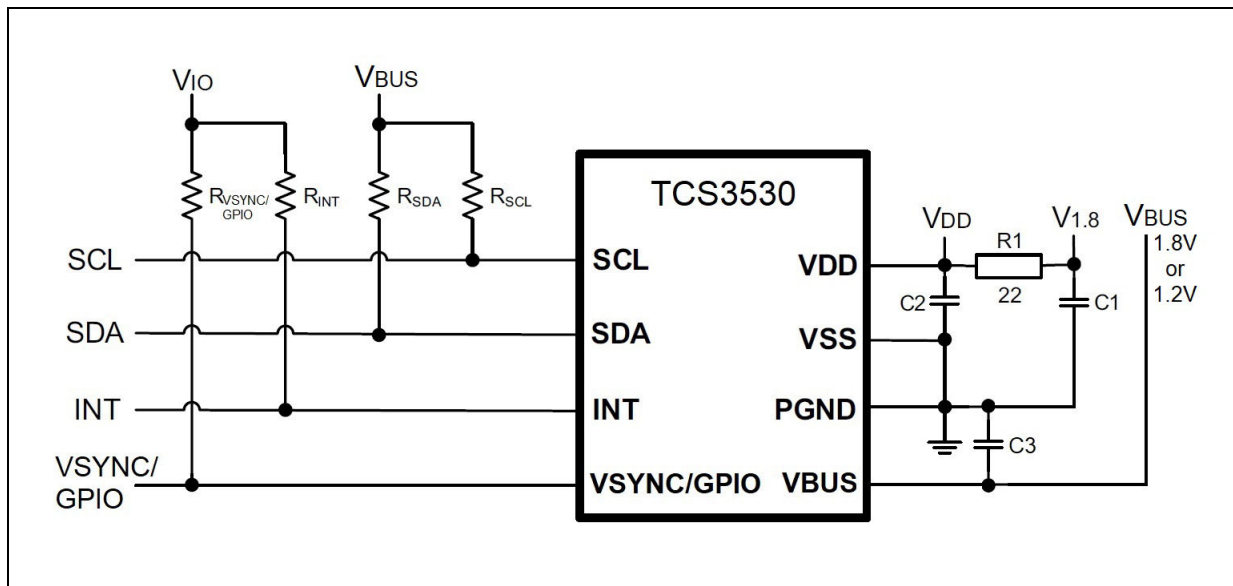 VIO
VBUS
RVSYNC/
GPIO
RINT
RSDA
RSCL
TCS3530
VDD
V1.8
VBUS
1.8V
or
1.2V
R1
22
C2
C1
C3
SCL
SDA
INT
VSYNC/
GPIO
SCL
SDA
INT
VSYNC/GPIO
VDD
VSS
PGND
VBUS